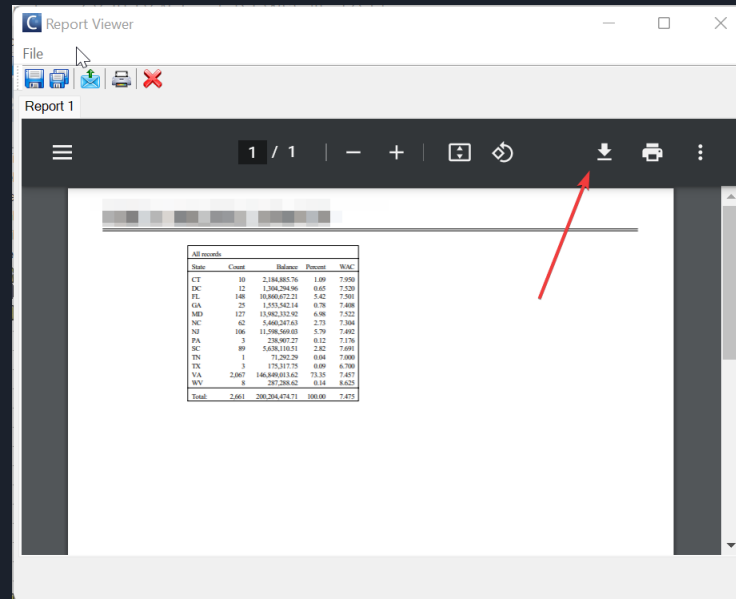 Report Viewer
File
Report 1
1 / 1
All records
State Count Balance Percent WAC
CT 10 2,184,885.76 1.09 7.950
DC 12 1,304,294.96 0.65 7.520
FL 148 10,860,672.21 5.42 7.501
GA 25 1,553,542.14 0.78 7.408
MD 127 13,982,332.92 6.98 7.522
NC 62 5,460,247.63 2.73 7.304
NJ 106 11,598,569.03 5.79 7.492
PA 3 238,907.27 0.12 7.176
SC 89 5,638,110.51 2.82 7.691
TN 1 71,292.29 0.04 7.000
TX 3 175,317.75 0.09 6.700
VA 2,067 146,849,013.62 73.35 7.457
WV 8 287,288.62 0.14 8.625
Total: 2,661 200,204,474.71 100.00 7.475